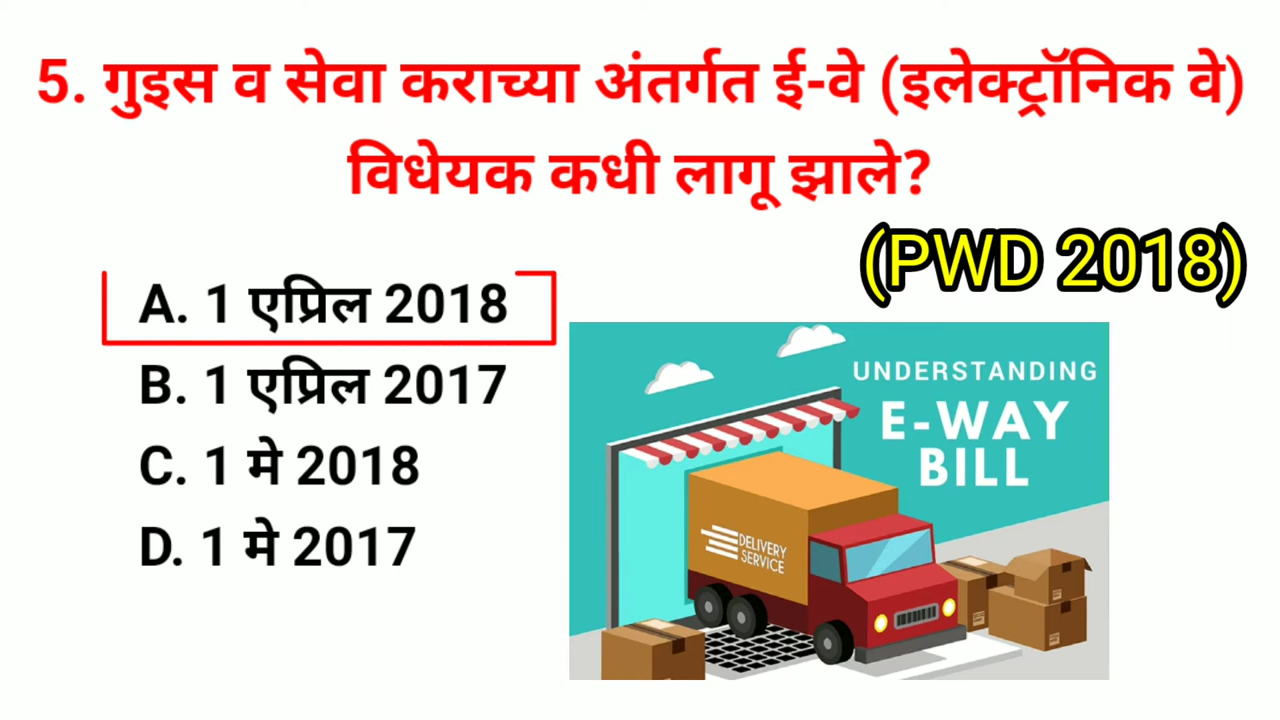 5. गुइस व सेवा कराच्या अंतर्गत ई-वे (इलेक्ट्रॉनिक वे)
विधेयक कधी लागू झाले?
(PWD 2018)
A. 1 एप्रिल 2018
B. 1 एप्रिल 2017
C. 1 मे 2018
D. 1 मे 2017
UNDERSTANDING
E-WAY
BILL
DELIVERY
SERVICE